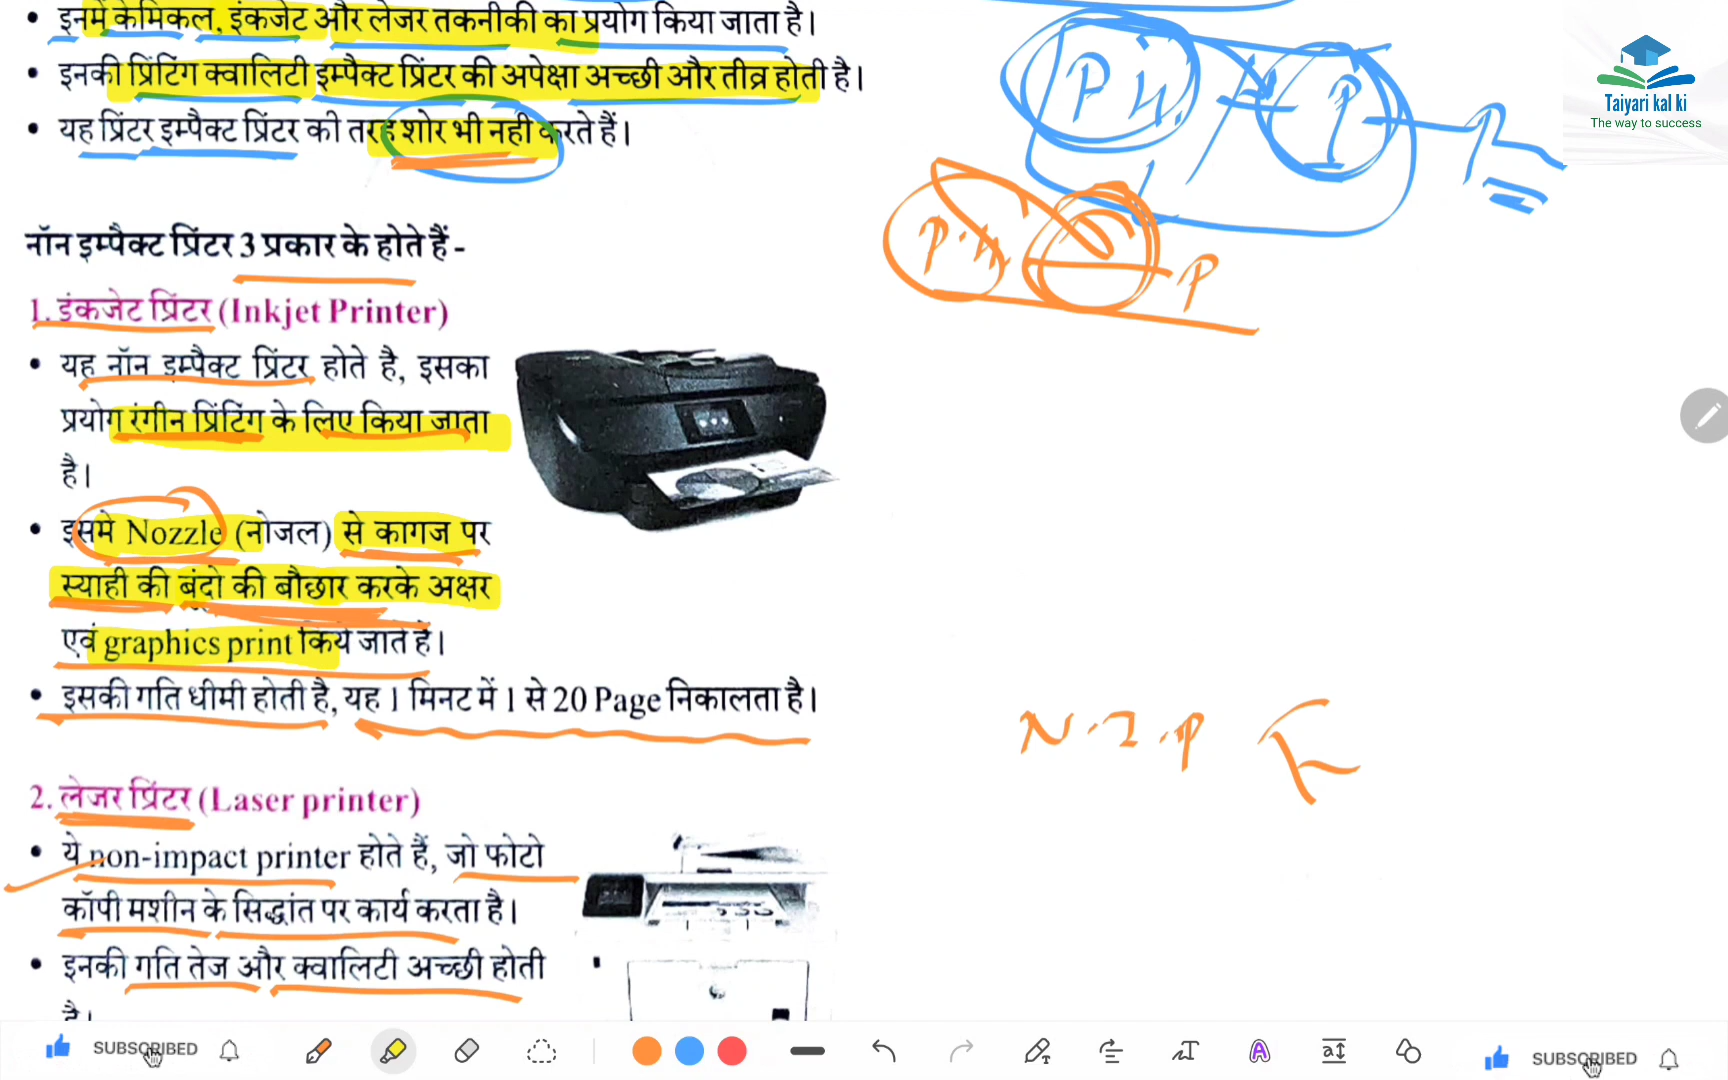 • इनमें केमिकल, इंकजेट और लेजर तकनीकी का प्रयोग किया जाता है।
• इनकी प्रिंटिंग क्वालिटी इम्पैक्ट प्रिंटर की अपेक्षा अच्छी और तीव्र होती है।
• यह प्रिंटर इम्पैक्ट प्रिंटर की तरह शोर भी नही करते हैं।
नॉन इम्पैक्ट प्रिंटर 3 प्रकार के होते हैं -
1. इंकजेट प्रिंटर (Inkjet Printer)
• यह नॉन इम्पैक्ट प्रिंटर होते है, इसका
प्रयोग रंगीन प्रिंटिंग के लिए किया जाता
है।
• इसमे Nozzle (नोजल) से कागज पर
स्याही की बूंदो की बौछार करके अक्षर
एवं graphics print किये जाते है।
• इसकी गति धीमी होती है, यह 1 मिनट में 1 से 20 Page निकालता है।
2. लेजर प्रिंटर (Laser printer)
• ये non-impact printer होते हैं, जो फोटो
कॉपी मशीन के सिद्धांत पर कार्य करता है।
• इनकी गति तेज और क्वालिटी अच्छी होती
है।
P.H. P
P.H. P
N.I.P
Taiyari kal ki
The way to success
SUBSCRIBED
SUBSCRIBED